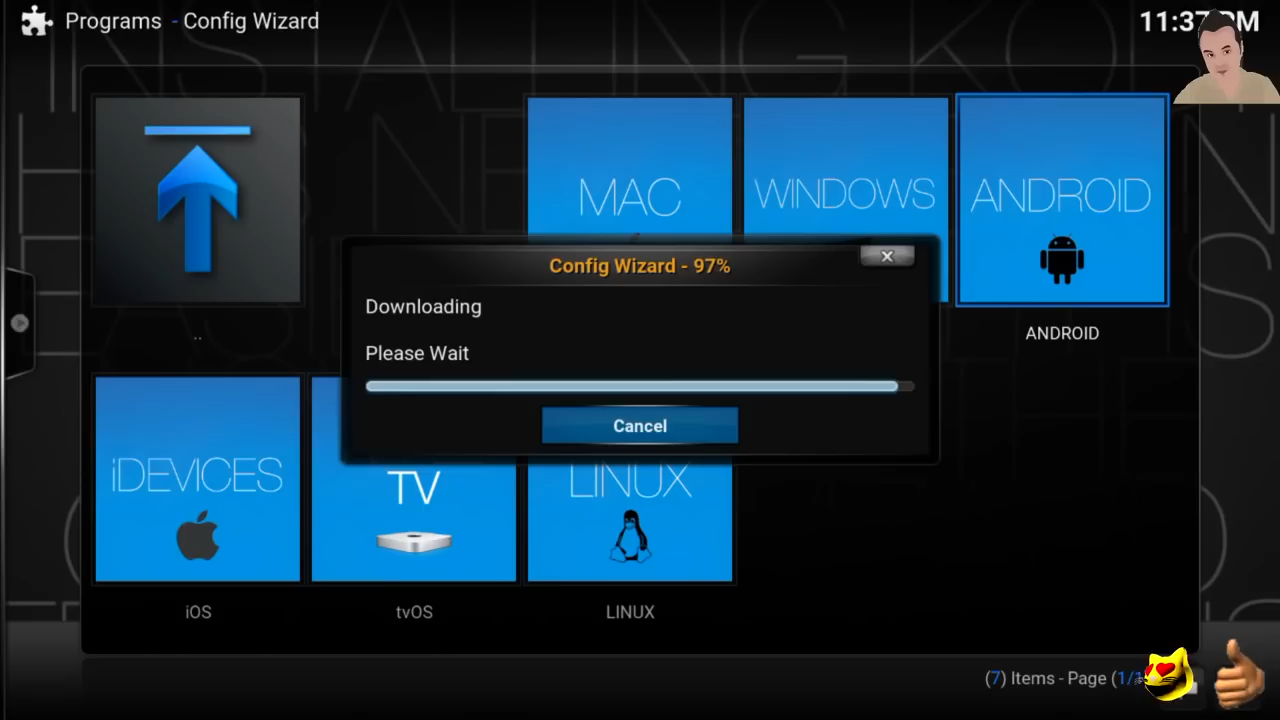 Programs - Config Wizard
MAC
WINDOWS
ANDROID
Config Wizard - 97%
Downloading
..
ANDROID
Please Wait
Cancel
iDEVICES
TV
LINUX
iOS
tvOS
LINUX
(7) Items - Page